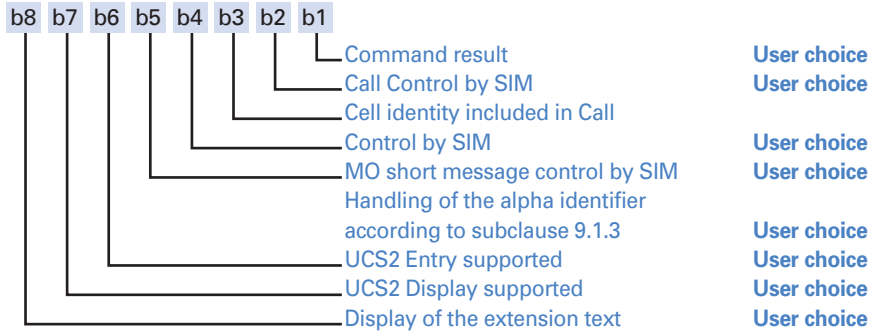 b8 b7 b6 b5 b4 b3 b2 b1
Command result User choice
Call Control by SIM User choice
Cell identity included in Call
Control by SIM User choice
MO short message control by SIM User choice
Handling of the alpha identifier
according to subclause 9.1.3 User choice
UCS2 Entry supported User choice
UCS2 Display supported User choice
Display of the extension text User choice